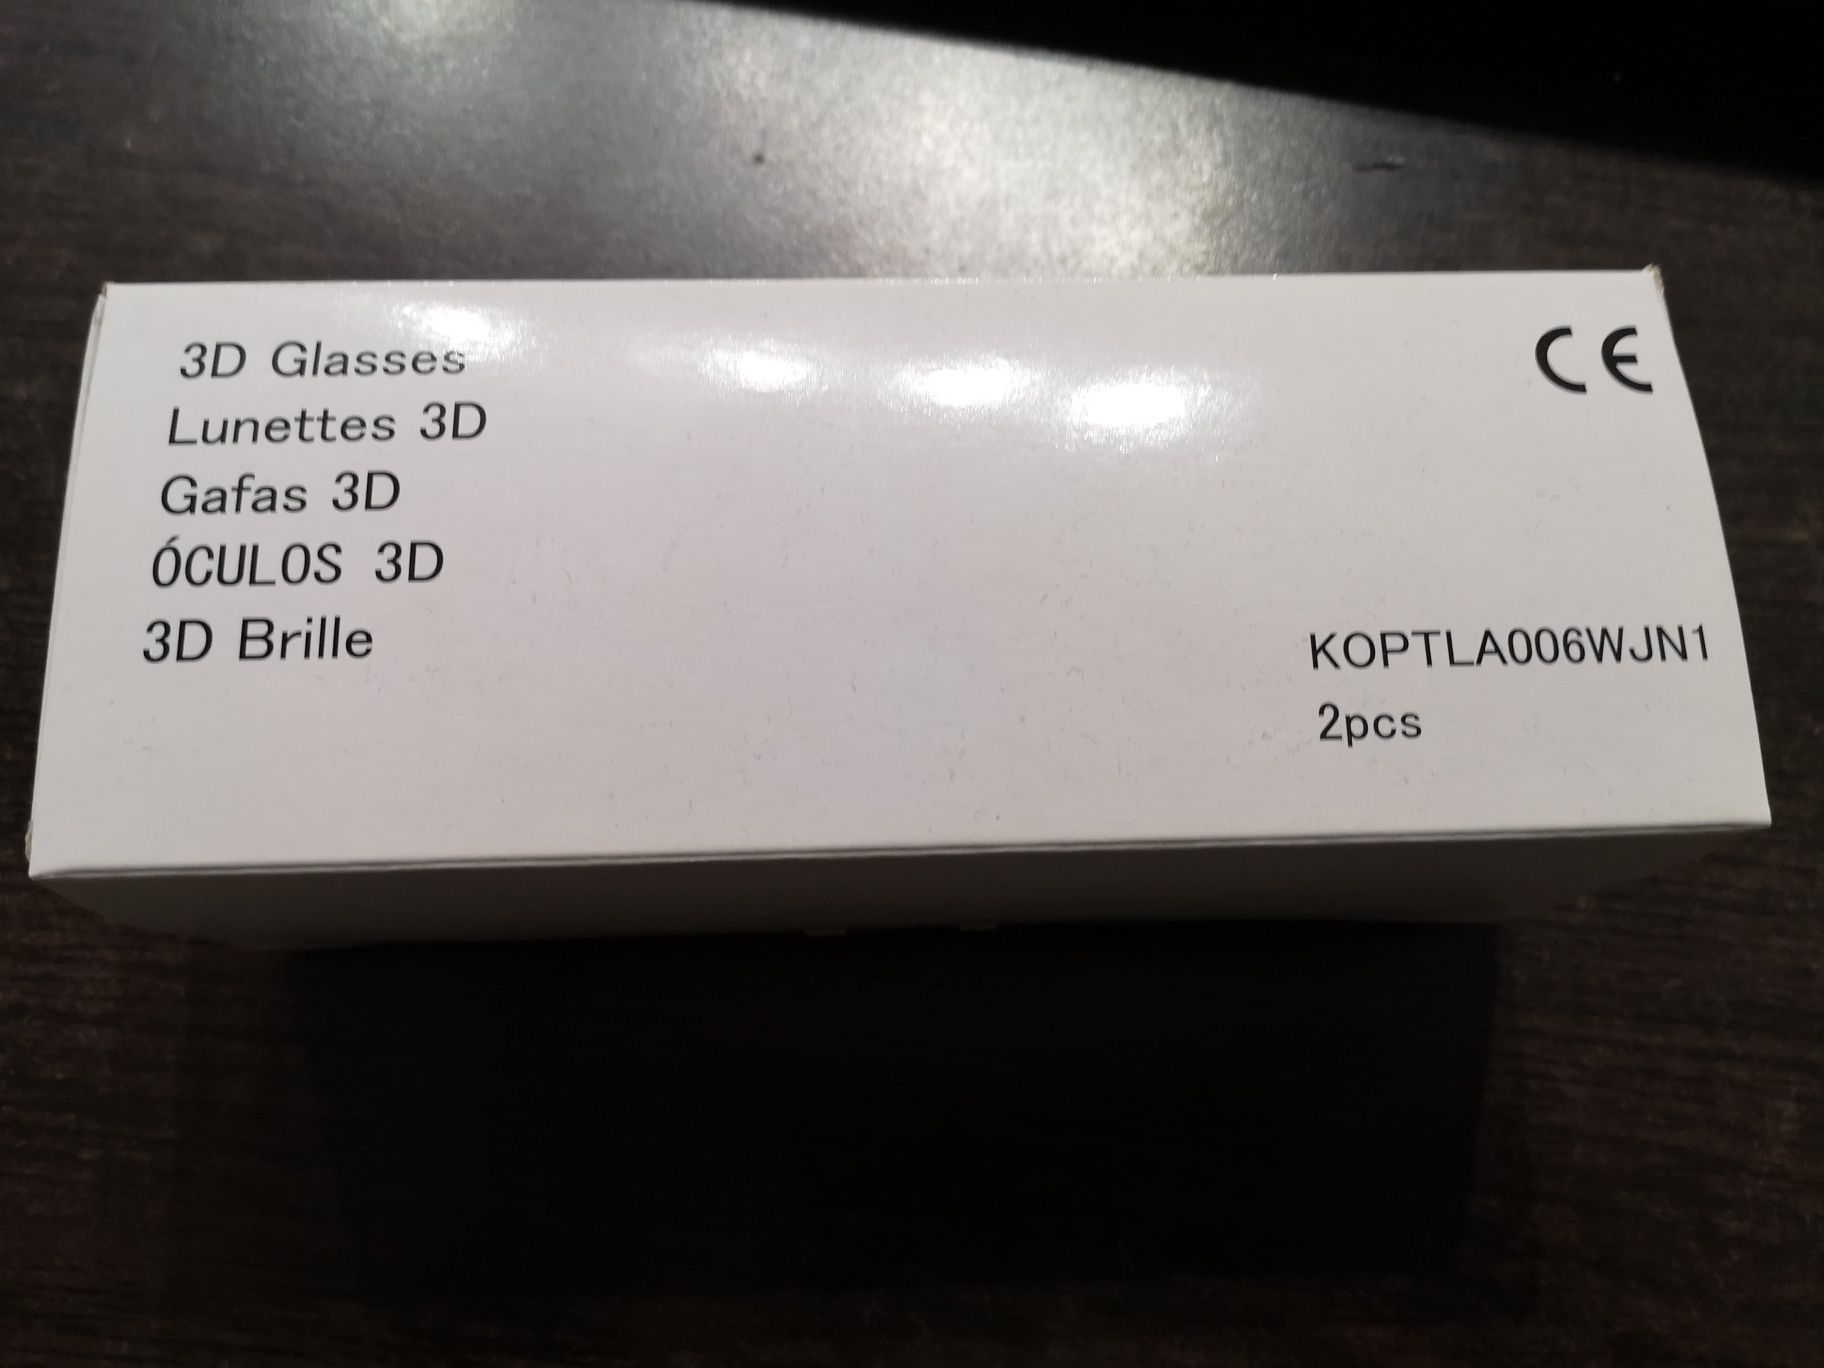 3D Glasses
Lunettes 3D
Gafas 3D
ÓCULOS 3D
3D Brille
CE
KOPTLA006WJN1
2pcs